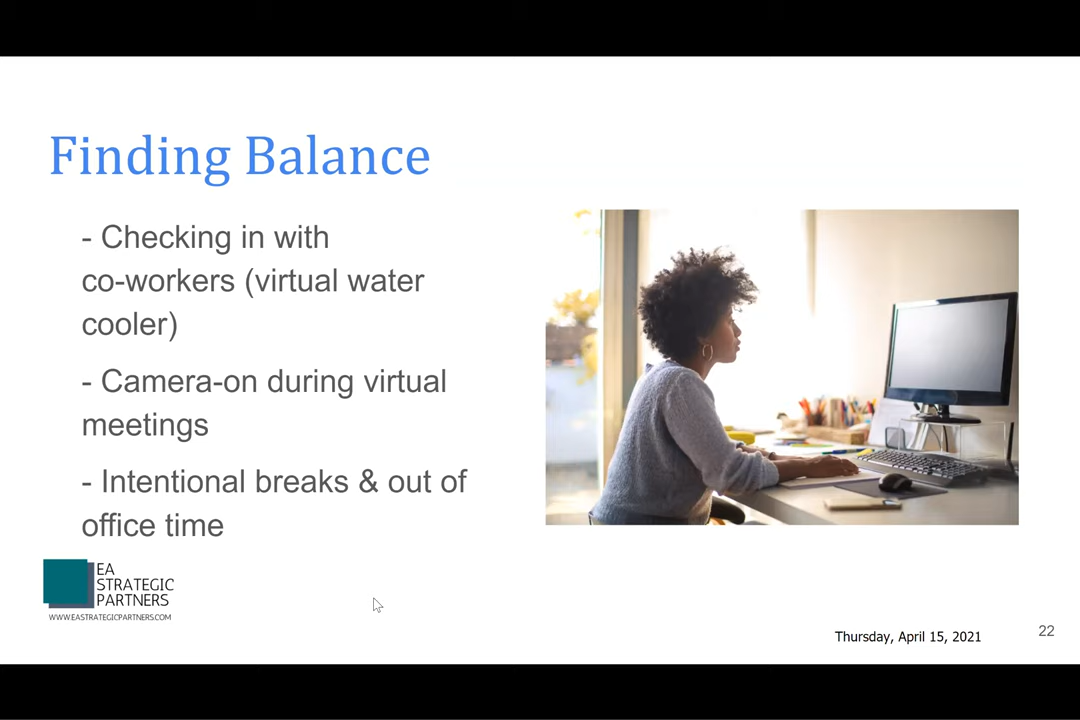 Finding Balance
- Checking in with
co-workers (virtual water
cooler)
- Camera-on during virtual
meetings
- Intentional breaks & out of
office time
EA
STRATEGIC
PARTNERS
WWW.EASTRATEGICPARTNERS.COM
Thursday, April 15, 2021
22